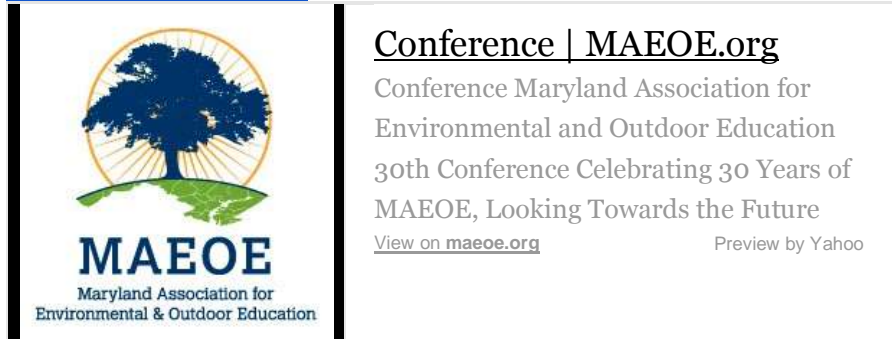 MAEOE
Maryland Association for
Environmental & Outdoor Education
Conference | MAEOE.org
Conference Maryland Association for
Environmental and Outdoor Education
30th Conference Celebrating 30 Years of
MAEOE, Looking Towards the Future
View on maeoe.org Preview by Yahoo